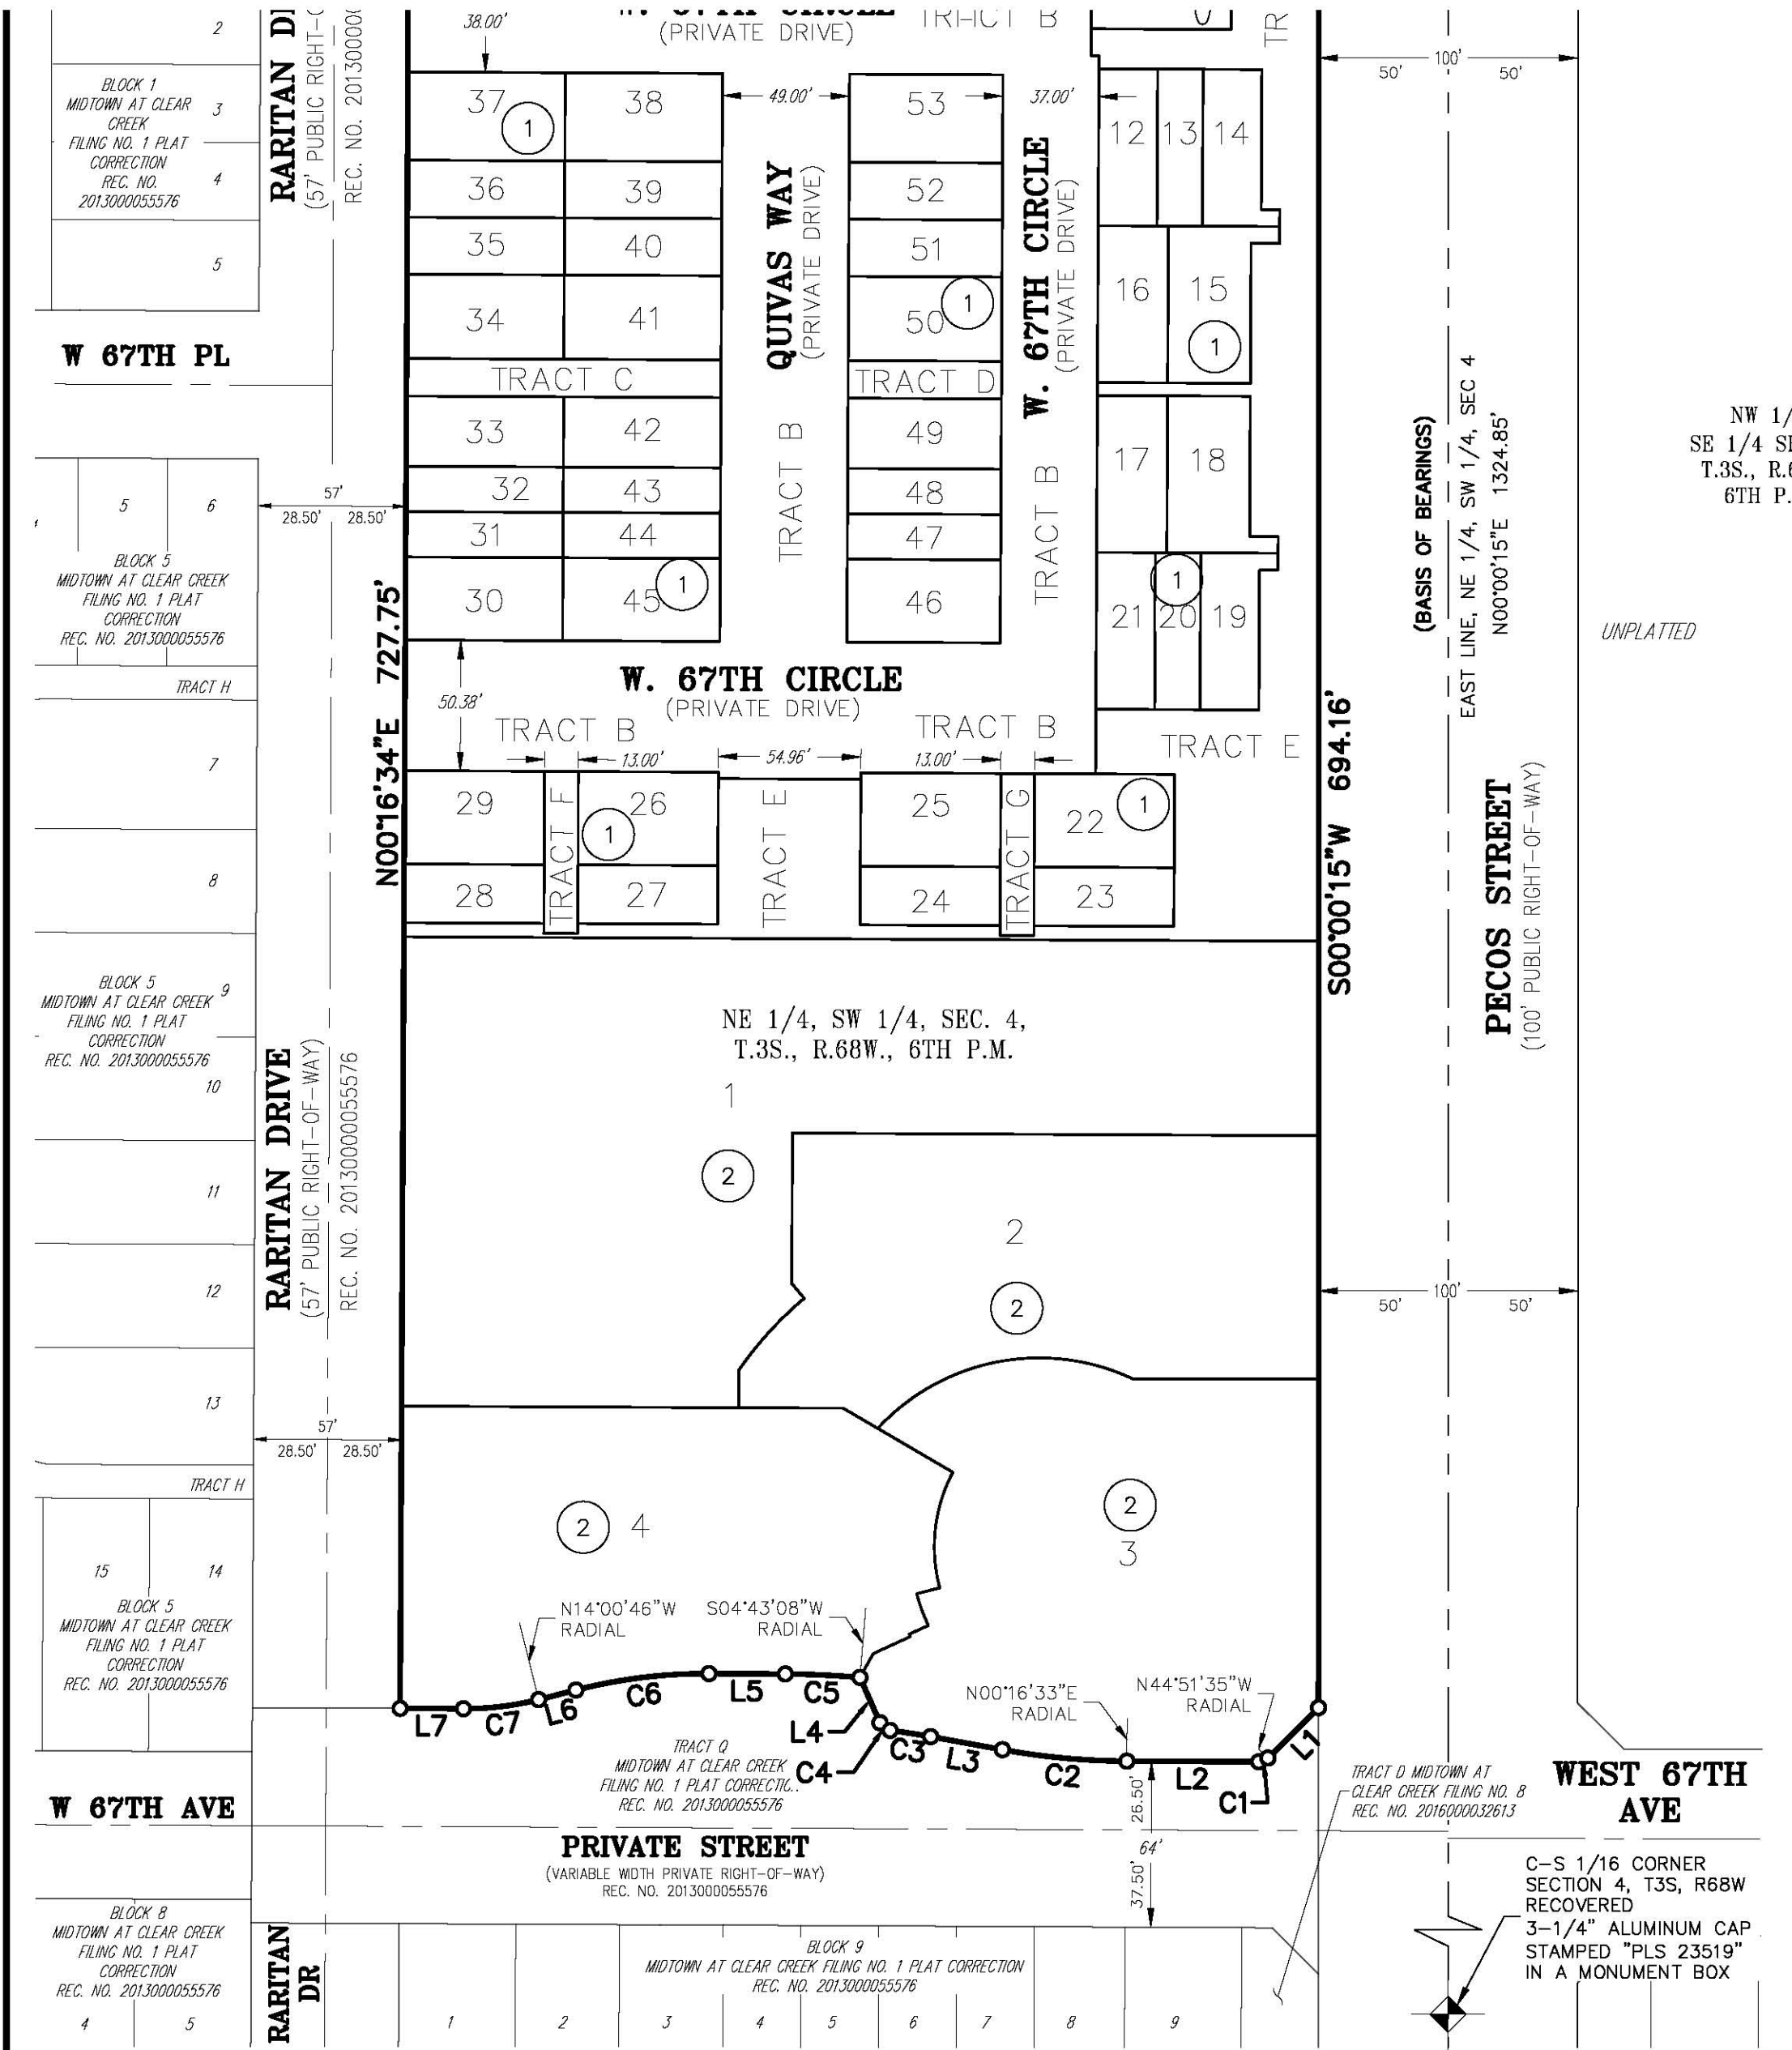 38.00'
(PRIVATE DRIVE)
TRACT B
TR
2
BLOCK 1
MIDTOWN AT CLEAR
CREEK
FILING NO. 1 PLAT
CORRECTION
REC. NO.
2013000055576
3
4
5
(57' PUBLIC RIGHT-
37
1
38
49.00'
53
37.00'
12
13
14
100'
50'
50'
36
39
52
35
40
51
34
41
50
1
16
15
1
QUIVAS WAY
(PRIVATE DRIVE)
W. 67TH CIRCLE
(PRIVATE DRIVE)
W 67TH PL
TRACT C
TRACT D
33
42
49
17
18
32
43
48
31
44
47
30
45
1
46
21
20
19
1
TRACT B
TRACT B
(BASIS OF BEARINGS)
EAST LINE, NE 1/4, SW 1/4, SEC 4
N00°00'15"E 1324.85'
NW 1/
T.3S., R.6
6TH P.
UNPLATTED
5
6
57'
28.50'
28.50'
BLOCK 5
MIDTOWN AT CLEAR CREEK
FILING NO. 1 PLAT
CORRECTION
REC. NO. 2013000055576
TRACT H
N00°16'34"E 727.75'
50.38'
W. 67TH CIRCLE
(PRIVATE DRIVE)
TRACT B
TRACT B
TRACT E
13.00'
54.96'
13.00'
S00°00'15"W 694.16'
PECOS STREET
(100' PUBLIC RIGHT-OF-WAY)
7
29
TRACT F
1
26
TRACT E
25
TRACT G
22
1
8
28
27
24
23
BLOCK 5
MIDTOWN AT CLEAR CREEK
FILING NO. 1 PLAT
CORRECTION
REC. NO. 2013000055576
9
10
11
12
13
RARITAN DRIVE
(57' PUBLIC RIGHT-OF-WAY)
REC. NO. 2013000055576
NE 1/4, SW 1/4, SEC. 4,
T.3S., R.68W., 6TH P.M.
1
2
2
2
100'
50'
50'
57'
28.50'
28.50'
TRACT H
2
4
2
3
15
14
BLOCK 5
MIDTOWN AT CLEAR CREEK
FILING NO. 1 PLAT
CORRECTION
REC. NO. 2013000055576
N14°00'46"W
RADIAL
S04°43'08"W
RADIAL
N00°16'33"E
RADIAL
N44°51'35"W
RADIAL
L7
C7
L6
C6
L5
C5
L4
C4
C3
L3
C2
L2
C1
L1
TRACT Q
MIDTOWN AT CLEAR CREEK
FILING NO. 1 PLAT
REC. NO. 2013000055576
26.50'
64'
37.50'
TRACT D MIDTOWN AT
CLEAR CREEK FILING NO. 8
REC. NO. 2016000032613
WEST 67TH
AVE
W 67TH AVE
PRIVATE STREET
(VARIABLE WIDTH PRIVATE RIGHT-OF-WAY)
REC. NO. 2013000055576
C-S 1/16 CORNER
SECTION 4, T3S, R68W
RECOVERED
3-1/4" ALUMINUM CAP
STAMPED "PLS 23519"
IN A MONUMENT BOX
BLOCK 8
MIDTOWN AT CLEAR CREEK
FILING NO. 1 PLAT
CORRECTION
REC. NO. 2013000055576
4
5
RARITAN
DR
BLOCK 9
MIDTOWN AT CLEAR CREEK FILING NO. 1 PLAT CORRECTION
REC. NO. 2013000055576
1
2
3
4
5
6
7
8
9